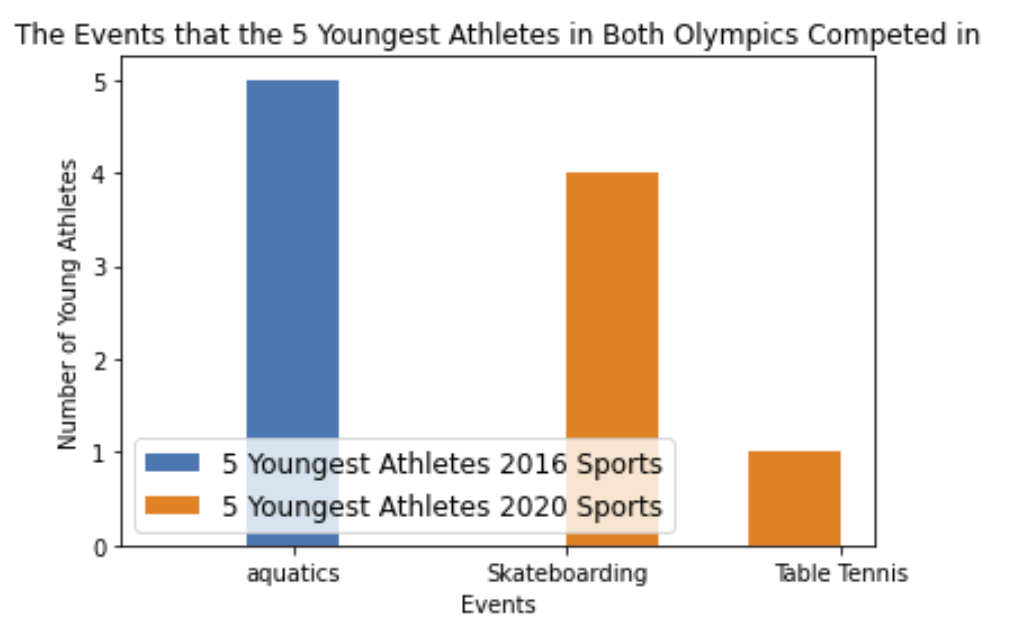 The Events that the 5 Youngest Athletes in Both Olympics Competed in
Number of Young Athletes
5
4
3
2
1
0
5 Youngest Athletes 2016 Sports
5 Youngest Athletes 2020 Sports
aquatics Skateboarding Table Tennis
Events